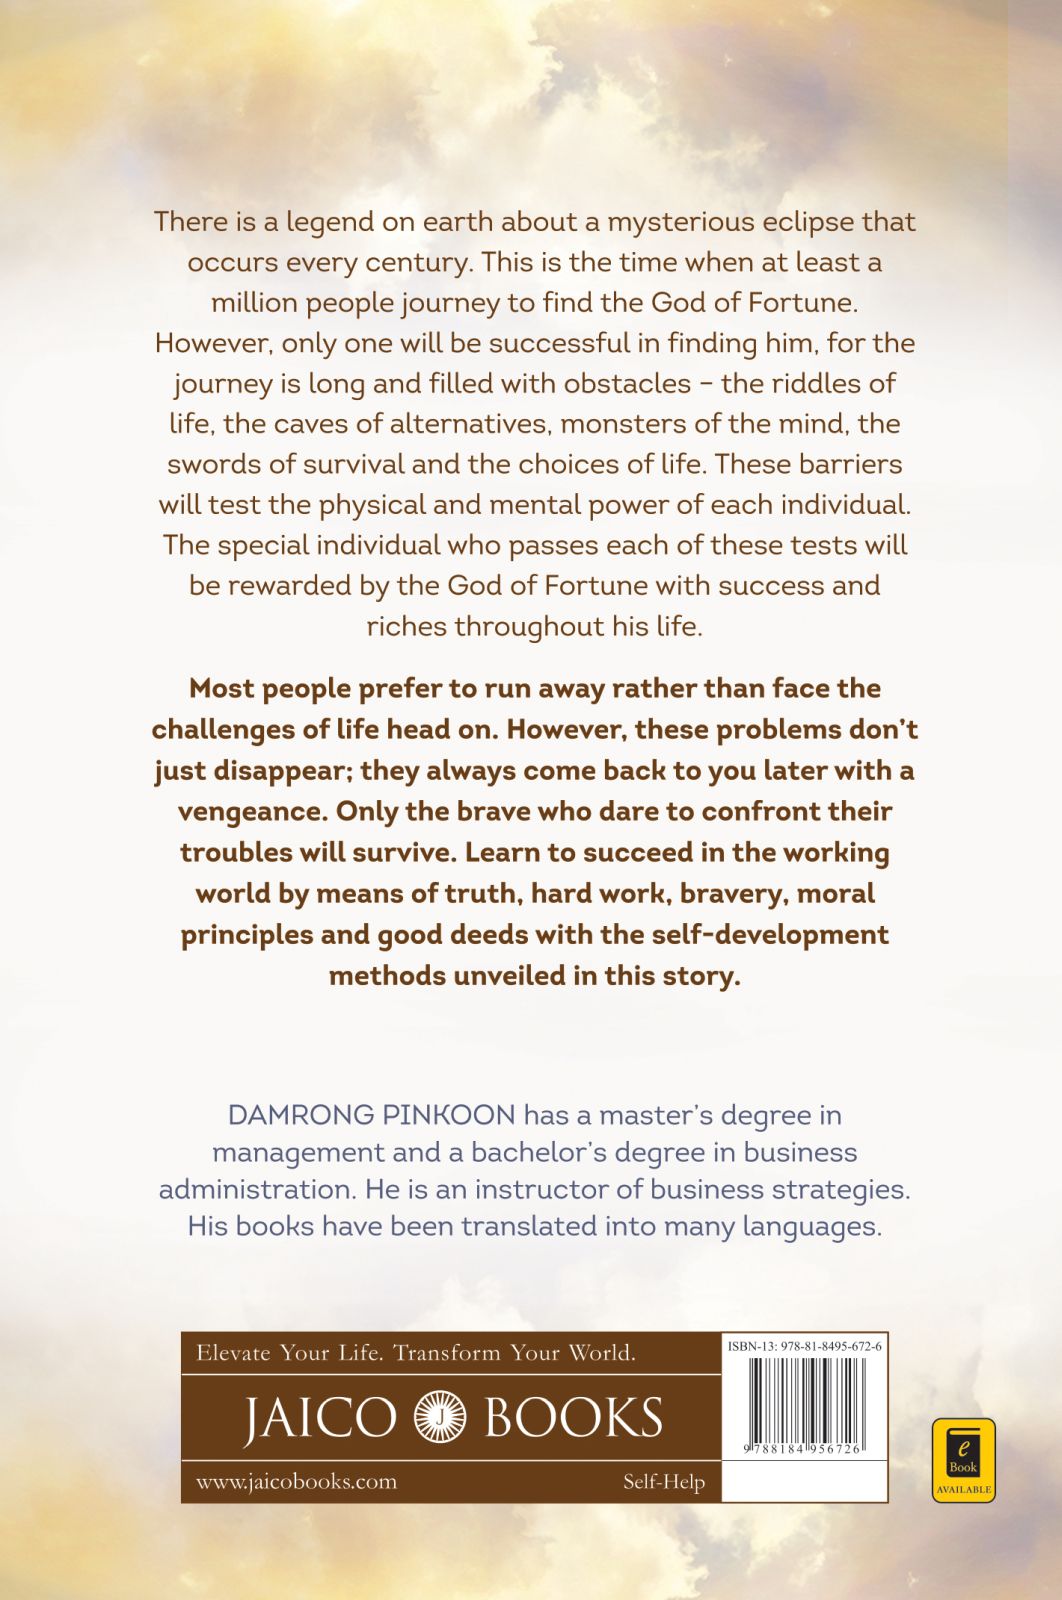 There is a legend on earth about a mysterious eclipse that
occurs every century. This is the time when at least a
million people journey to find the God of Fortune.
However, only one will be successful in finding him, for the
journey is long and filled with obstacles – the riddles of
life, the caves of alternatives, monsters of the mind, the
swords of survival and the choices of life. These barriers
will test the physical and mental power of each individual.
The special individual who passes each of these tests will
be rewarded by the God of Fortune with success and
riches throughout his life.
Most people prefer to run away rather than face the
challenges of life head on. However, these problems don't
just disappear; they always come back to you later with a
vengeance. Only the brave who dare to confront their
troubles will survive. Learn to succeed in the working
world by means of truth, hard work, bravery, moral
principles and good deeds with the self-development
methods unveiled in this story.
DAMRONG PINKOON has a master's degree in
management and a bachelor's degree in business
administration. He is an instructor of business strategies.
His books have been translated into many languages.
Elevate Your Life. Transform Your World.
JAICO J BOOKS
www.jaicobooks.com Self-Help
ISBN-13: 978-81-8495-672-6
9 788184 956726
e
Book
AVAILABLE